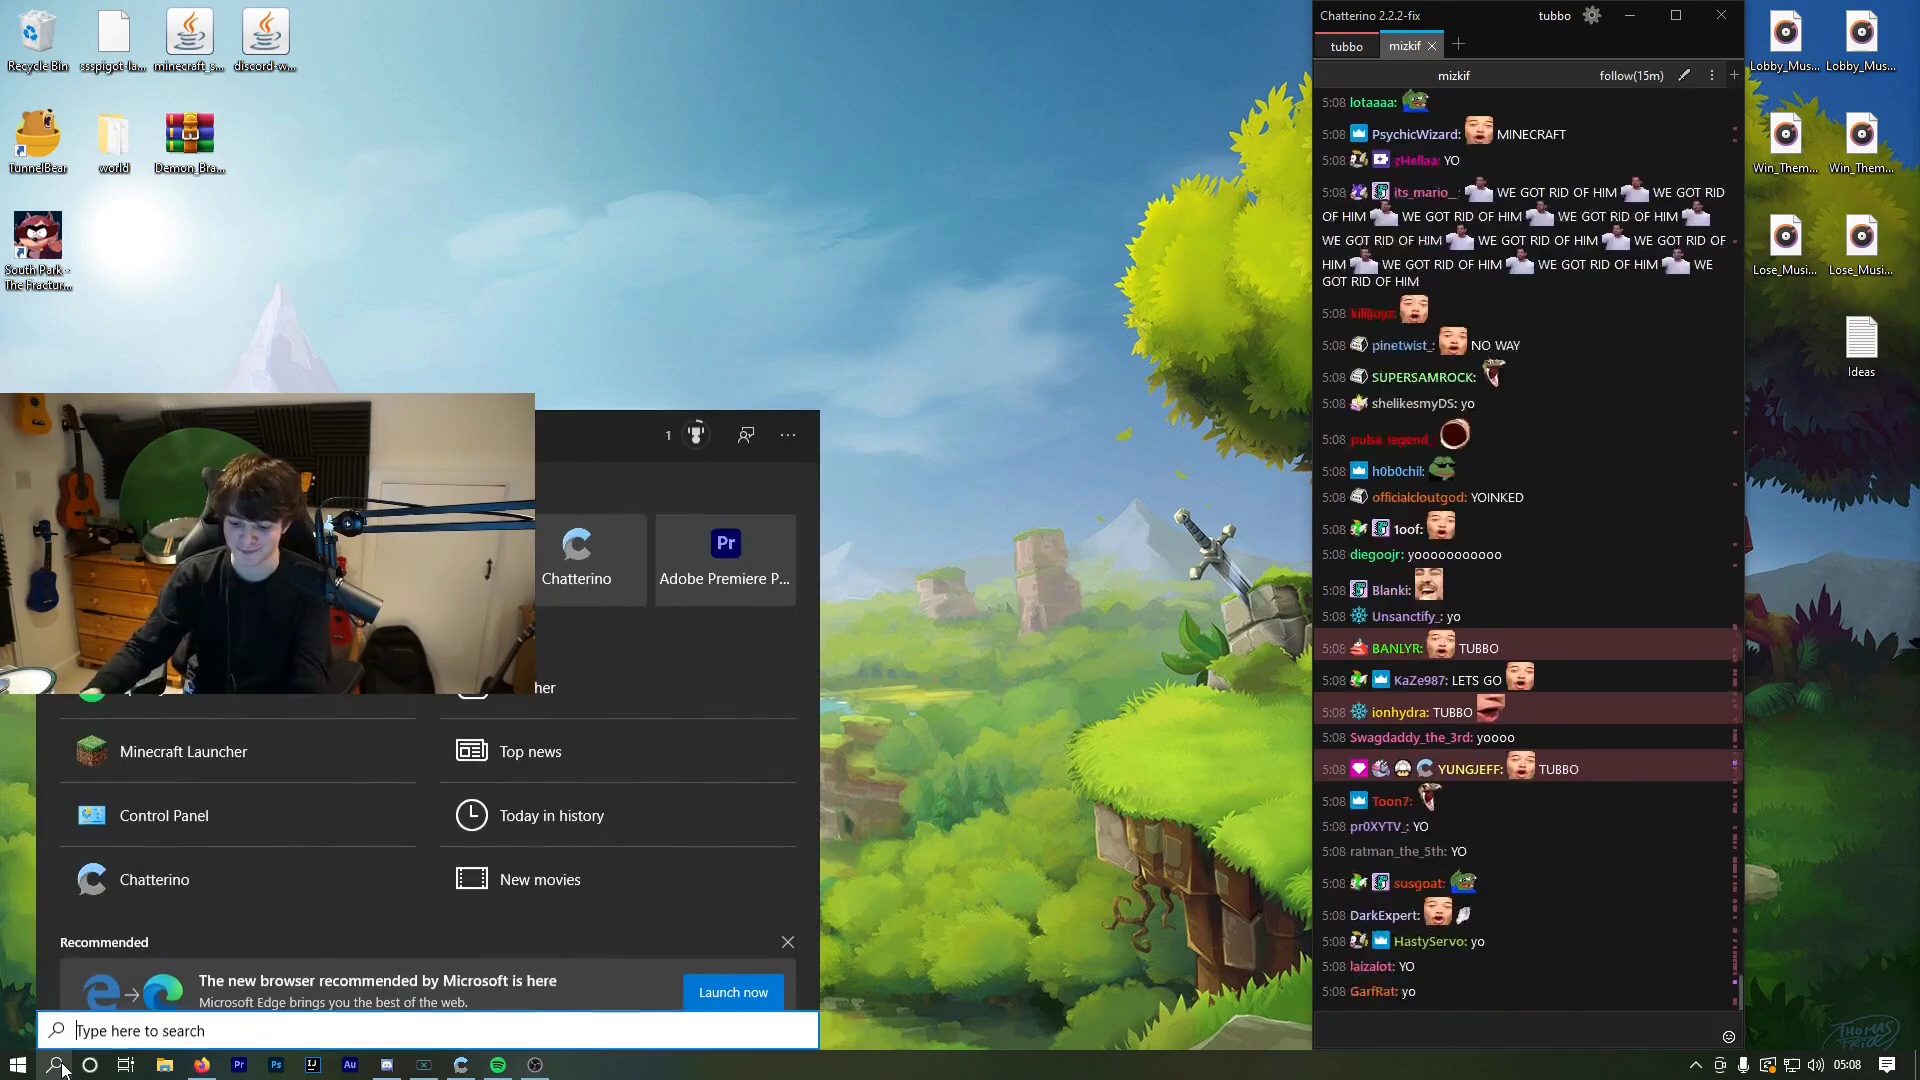 Recycle Bin
sspigot-la...
minecraft_s...
discord-w...
TunnelBear
world
Demon_Bra...
South Park -
The Fractur...
1
Chatterino
Adobe Premiere P...
Minecraft Launcher
Top news
Control Panel
Today in history
Chatterino
New movies
Recommended
The new browser recommended by Microsoft is here
Microsoft Edge brings you the best of the web.
Launch now
Type here to search
Chatterino 2.2.2-fix
tubbo
tubbo
mizkif
mizkif
follow(15m)
5:08 lotaaaa:
5:08 PsychicWizard: MINECRAFT
5:08 zHellaa: YO
5:08 its_mario_: WE GOT RID OF HIM WE GOT RID
OF HIM WE GOT RID OF HIM WE GOT RID OF HIM
WE GOT RID OF HIM WE GOT RID OF HIM WE GOT RID OF
HIM WE GOT RID OF HIM WE GOT RID OF HIM WE
GOT RID OF HIM
5:08
5:08 pinetwist_: NO WAY
5:08 SUPERSAMROCK:
5:08 shelikesmyDS: yo
5:08 pulsa_legend_:
5:08 h0b0chil:
5:08 officialcloutgod: YOINKED
5:08 1oof:
5:08 diegoojr: yooooooooooo
5:08 Blanki:
5:08 Unsanctify_: yo
5:08 BANLYR: TUBBO
5:08 KaZe987: LETS GO
5:08 ionhydra: TUBBO
5:08 Swagdaddy_the_3rd: yoooo
5:08 YUNGJEFF: TUBBO
5:08 Toon7:
5:08 pr0XYTV_: YO
5:08 ratman_the_5th: YO
5:08 susgoat:
5:08 DarkExpert:
5:08 HastyServo: yo
5:08 laizalot: YO
5:08 GarfRat: yo
Lobby_Mus...
Lobby_Mus...
Win_Them...
Win_Them...
Lose_Musi...
Lose_Musi...
Ideas
THOMAS
Pr
Pr
Ps
IJ
Au
05:08